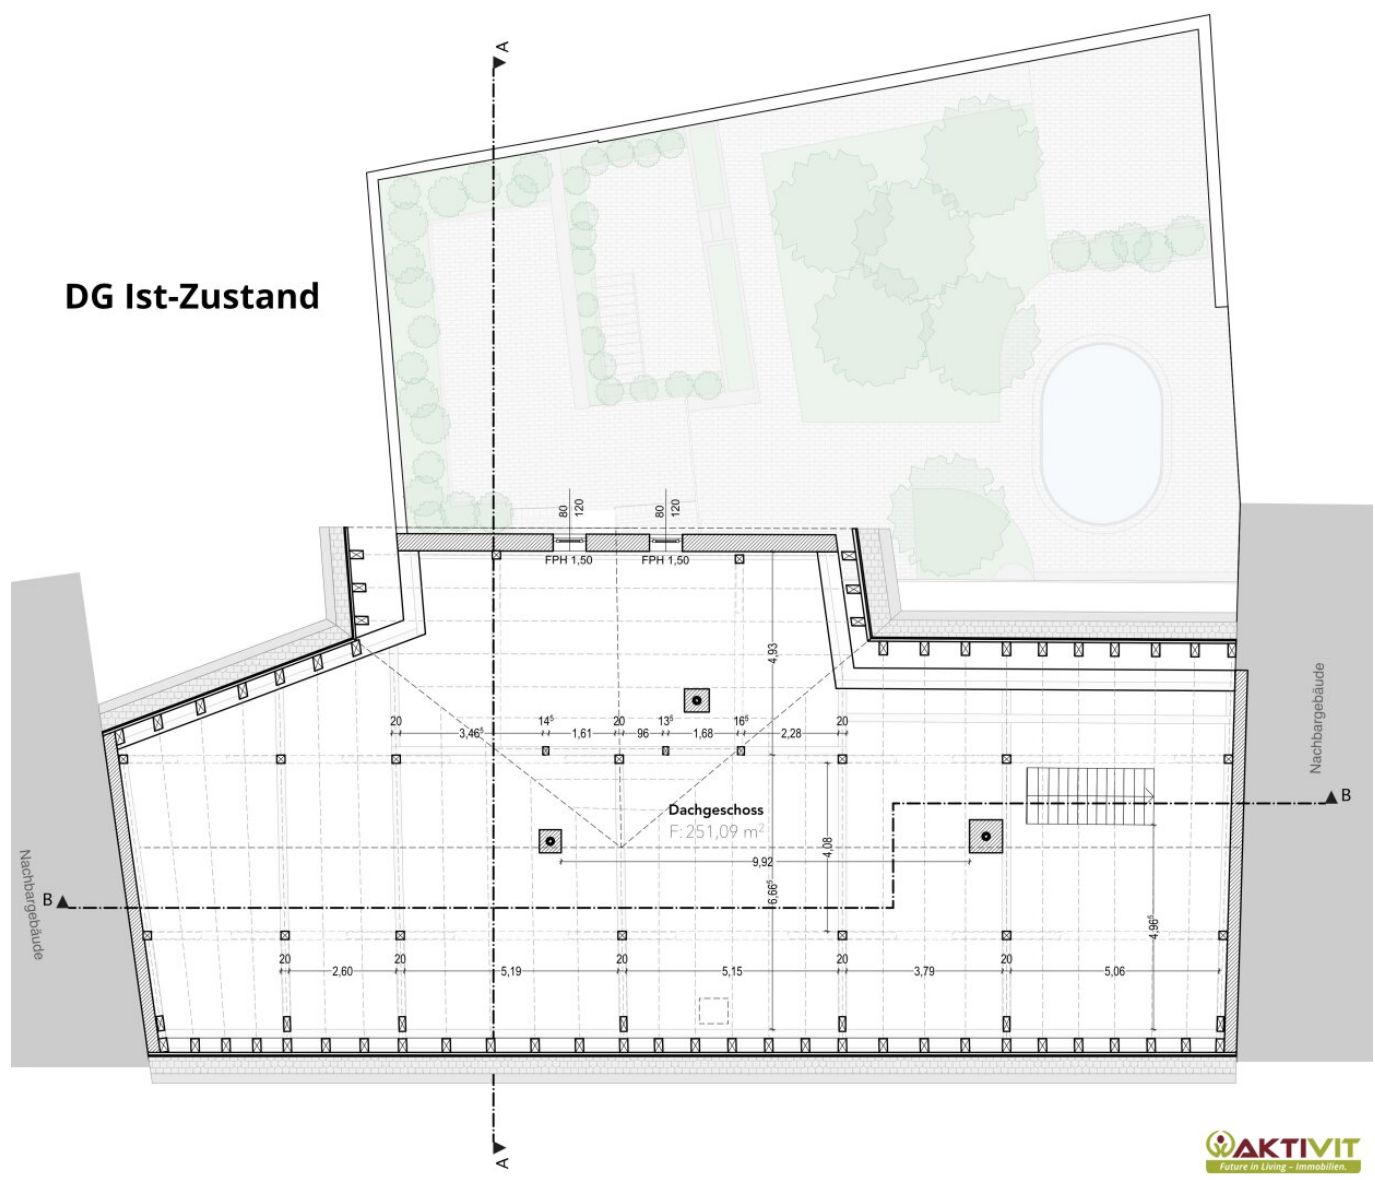 A
DG Ist-Zustand
80
120
80
120
FPH 1,50
FPH 1,50
4,93
20
3,46⁵
14⁵
1,61
20
96
13⁵
1,68
16⁵
2,28
20
Nachbargebäude
B
Dachgeschoss
F: 251,09 m²
4,08
9,92
6,66⁵
Nachbargebäude
B
4,96⁵
20
2,60
20
5,19
20
5,15
20
3,79
20
5,06
A
AKTIVIT
Future in Living – Immobilien.